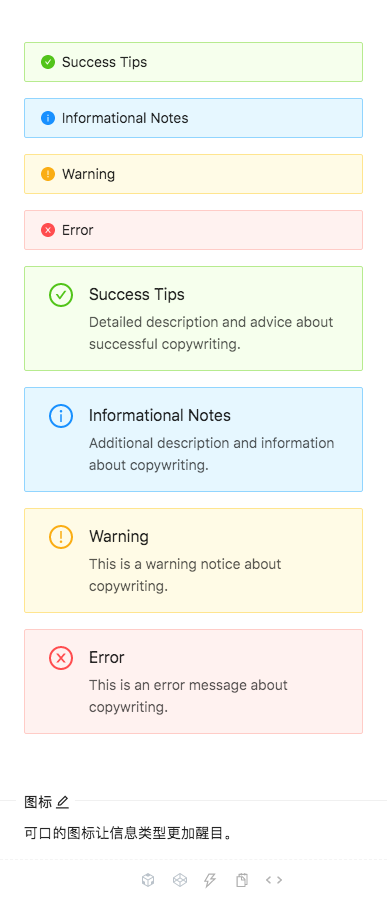 Success Tips
Informational Notes
Warning
Error
Success Tips
Detailed description and advice about
successful copywriting.
Informational Notes
Additional description and information
about copywriting.
Warning
This is a warning notice about
copywriting.
Error
This is an error message about
copywriting.
图标
可口的图标让信息类型更加醒目。